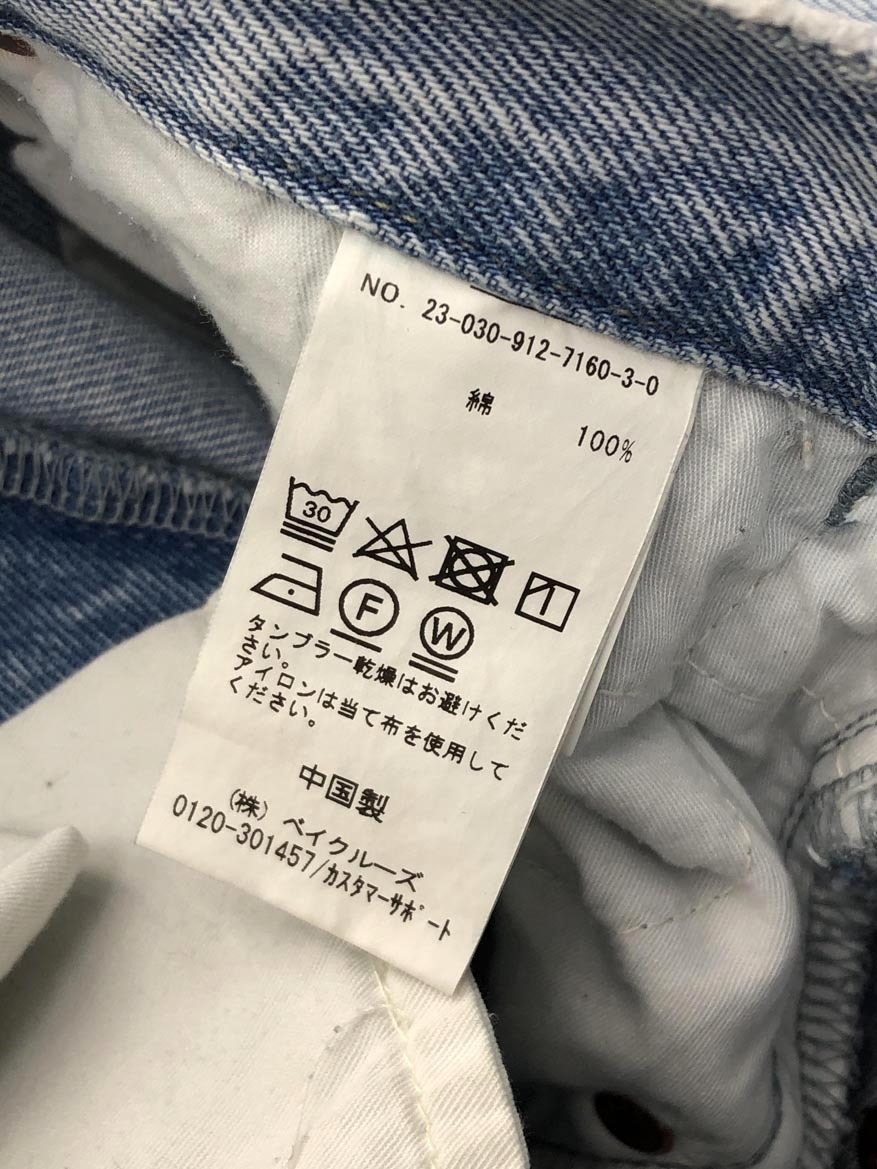 NO. 23-030-912-7160-3-0
綿
100%
30
F W
タンブラー乾燥はお避けくだ
さい。
アイロンは当て布を使用して
ください。
中国製
(株) ベイクルーズ
0120-301457/カスタマーサポート